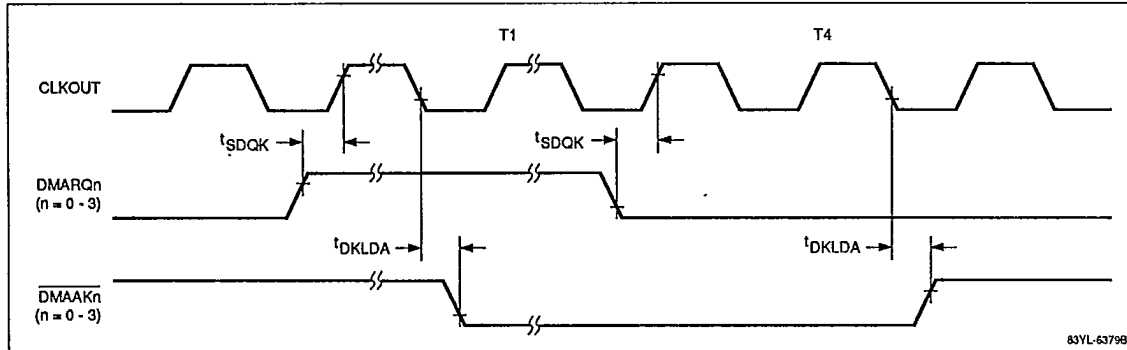 T1 T4
CLKOUT
tSDQK tSDQK
DMARQn
(n = 0 - 3)
tDKLDA tDKLDA
DMAAKn
(n = 0 - 3)
83YL-6379B